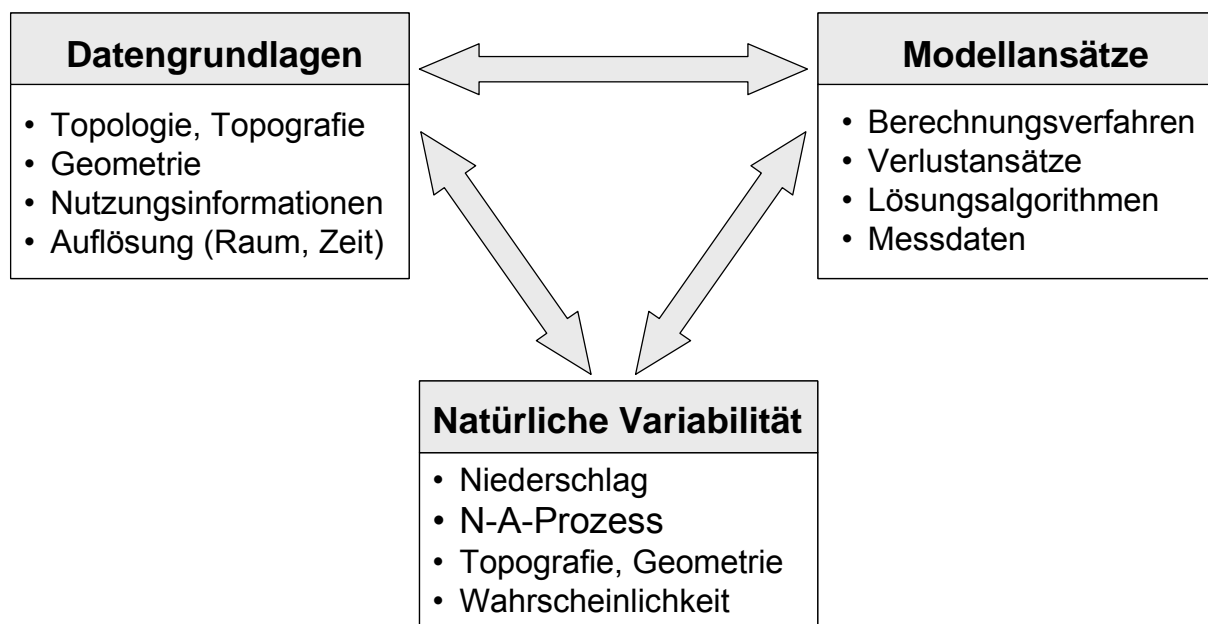 Datengrundlagen
• Topologie, Topografie
• Geometrie
• Nutzungsinformationen
• Auflösung (Raum, Zeit)
Modellansätze
• Berechnungsverfahren
• Verlustansätze
• Lösungsalgorithmen
• Messdaten
Natürliche Variabilität
• Niederschlag
• N-A-Prozess
• Topografie, Geometrie
• Wahrscheinlichkeit